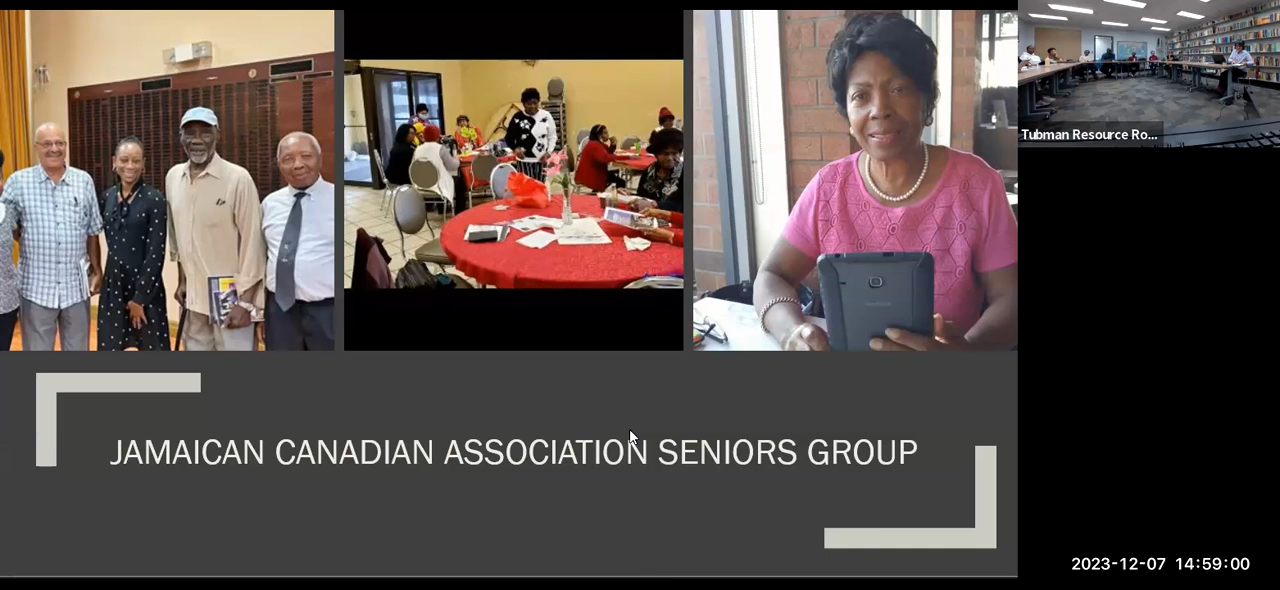 Tubman Resource Ro...
JAMAICAN CANADIAN ASSOCIATION SENIORS GROUP
2023-12-07 14:59:00